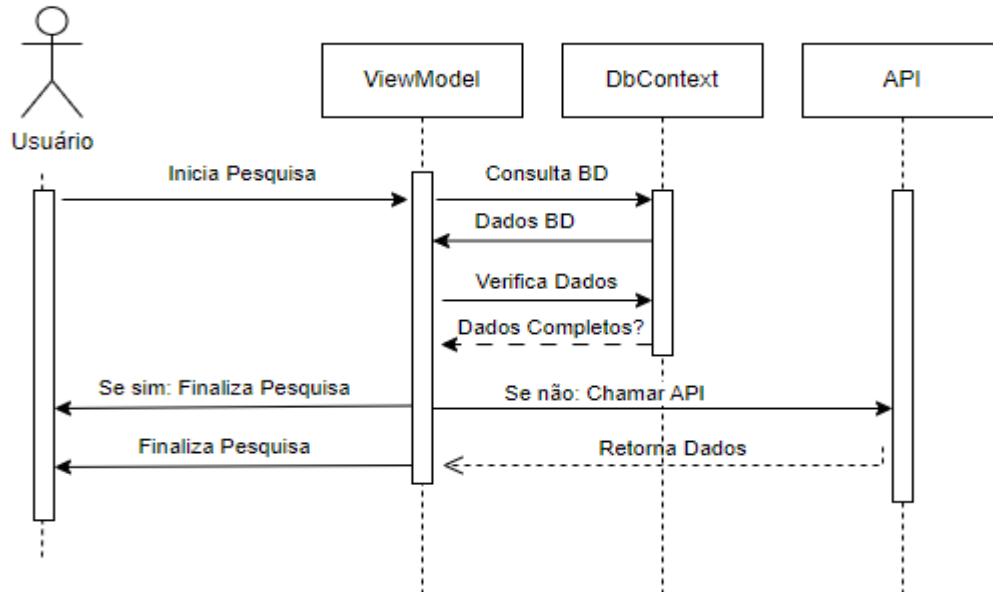 ViewModel
DbContext
API
Usuário
Inicia Pesquisa
Consulta BD
Dados BD
Verifica Dados
Dados Completos?
Se sim: Finaliza Pesquisa
Se não: Chamar API
Finaliza Pesquisa
Retorna Dados